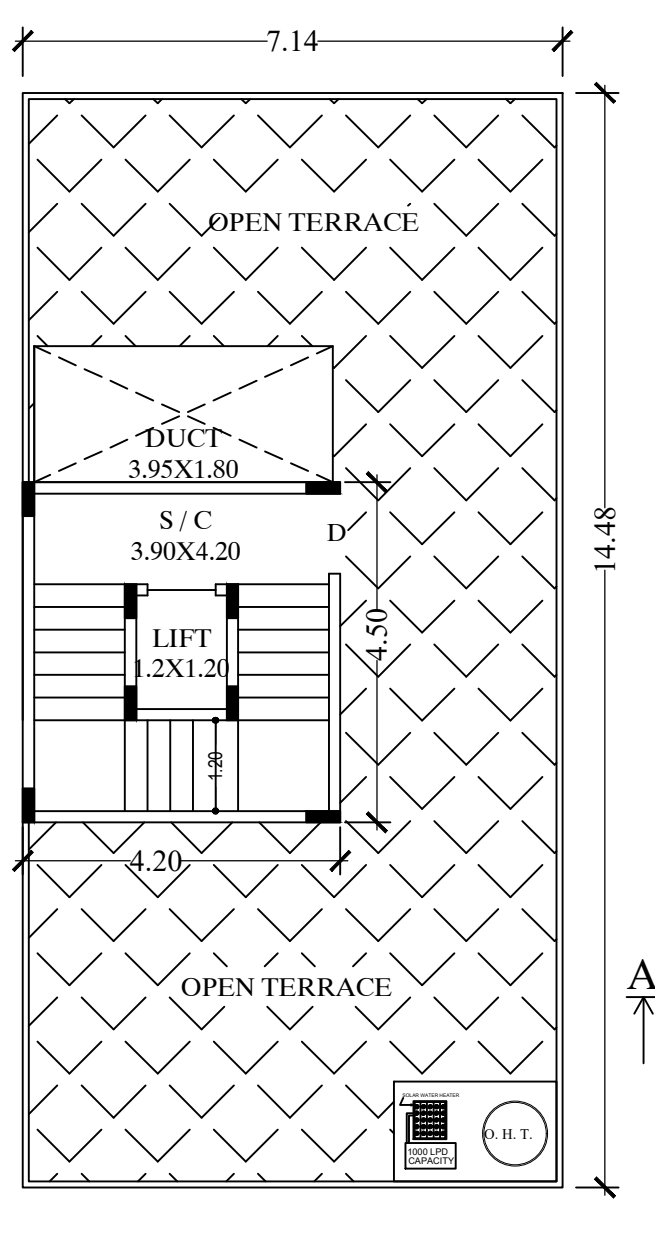 7.14
OPEN TERRACE
DUCT
3.95X1.80
S / C
3.90X4.20
D
14.48
4.50
LIFT
1.2X1.20
1.20
4.20
OPEN TERRACE
A
SOLAR WATER HEATER
O. H. T.
1000 LPD
CAPACITY